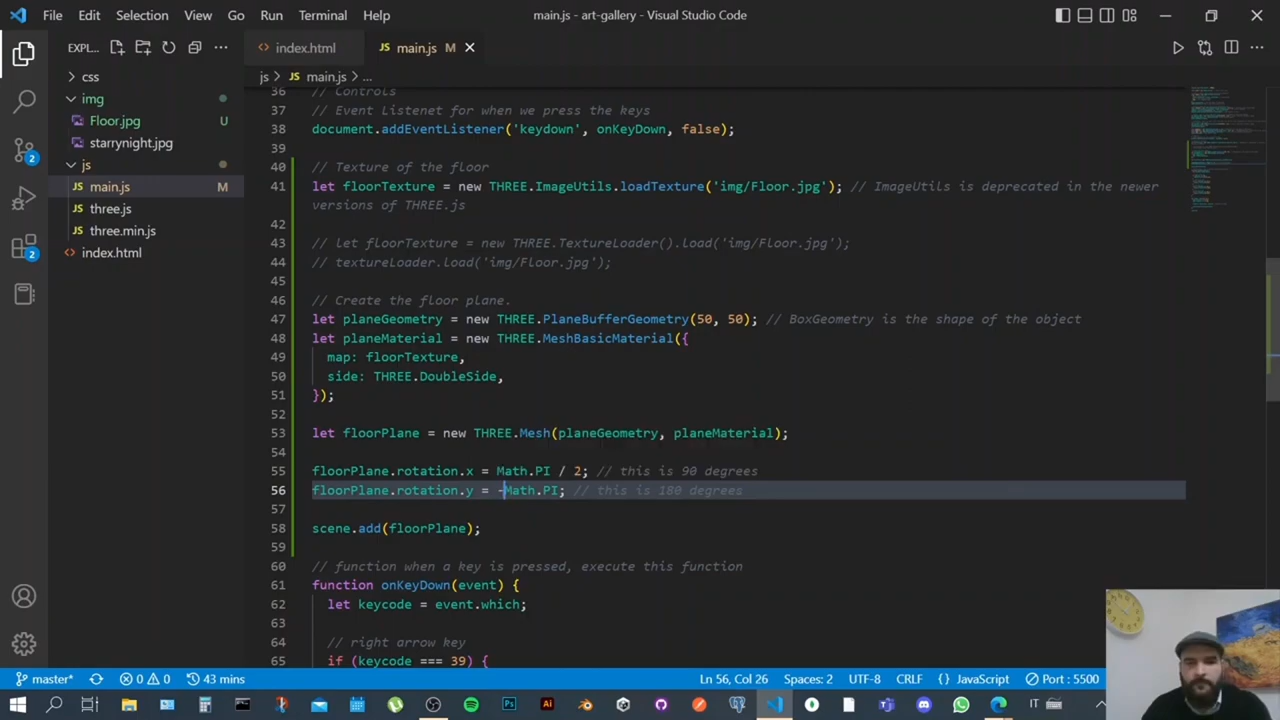 File Edit Selection View Go Run Terminal Help
main.js - art-gallery - Visual Studio Code
EXPL...
css
img
Floor.jpg U
starrynight.jpg
js
main.js M
three.js
three.min.js
index.html
index.html
main.js M
js > main.js > ...
36 // Controls
37 // Event Listenet for when we press the keys
38 document.addEventListener('keydown', onKeyDown, false);
39
40 // Texture of the floor
41 let floorTexture = new THREE.ImageUtils.loadTexture('img/Floor.jpg'); // ImageUtils is deprecated in the newer
versions of THREE.js
42
43 // let floorTexture = new THREE.TextureLoader().load('img/Floor.jpg');
44 // textureLoader.load('img/Floor.jpg');
45
46 // Create the floor plane.
47 let planeGeometry = new THREE.PlaneBufferGeometry(50, 50); // BoxGeometry is the shape of the object
48 let planeMaterial = new THREE.MeshBasicMaterial({
49 map: floorTexture,
50 side: THREE.DoubleSide,
51 });
52
53 let floorPlane = new THREE.Mesh(planeGeometry, planeMaterial);
54
55 floorPlane.rotation.x = Math.PI / 2; // this is 90 degrees
56 floorPlane.rotation.y = -Math.PI; // this is 180 degrees
57
58 scene.add(floorPlane);
59
60 // function when a key is pressed, execute this function
61 function onKeyDown(event) {
62 let keycode = event.which;
63
64 // right arrow key
65 if (keycode === 39) {
master* 0 0 43 mins
Ln 56, Col 26 Spaces: 2 UTF-8 CRLF {} JavaScript Port : 5500
IT